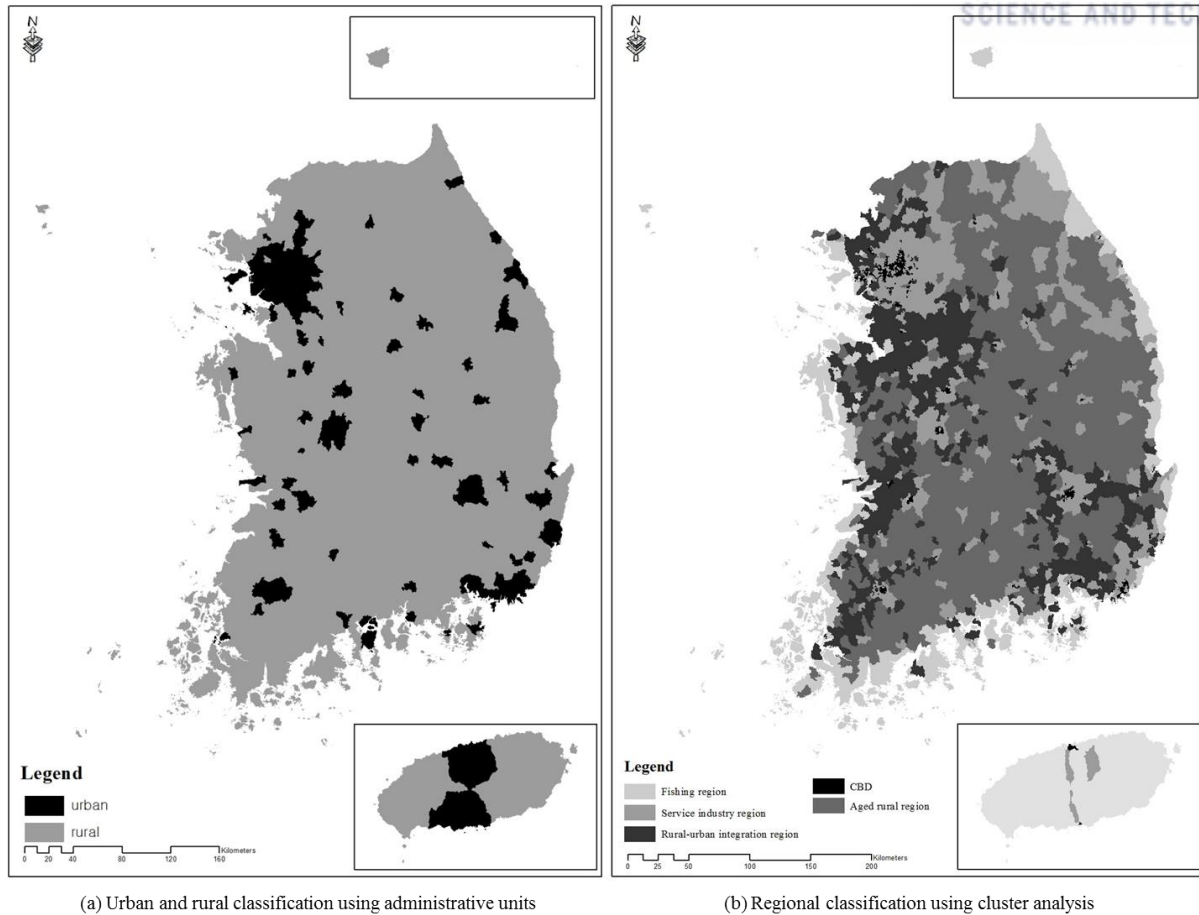 SCIENCE AND TEC
N
N
Legend
urban
rural
Kilometers
0 10 20 40 80 120 160
Legend
Fishing region
Service industry region
Rural-urban integration region
CBD
Aged rural region
Kilometers
0 25 50 100 150 200
(a) Urban and rural classification using administrative units
(b) Regional classification using cluster analysis